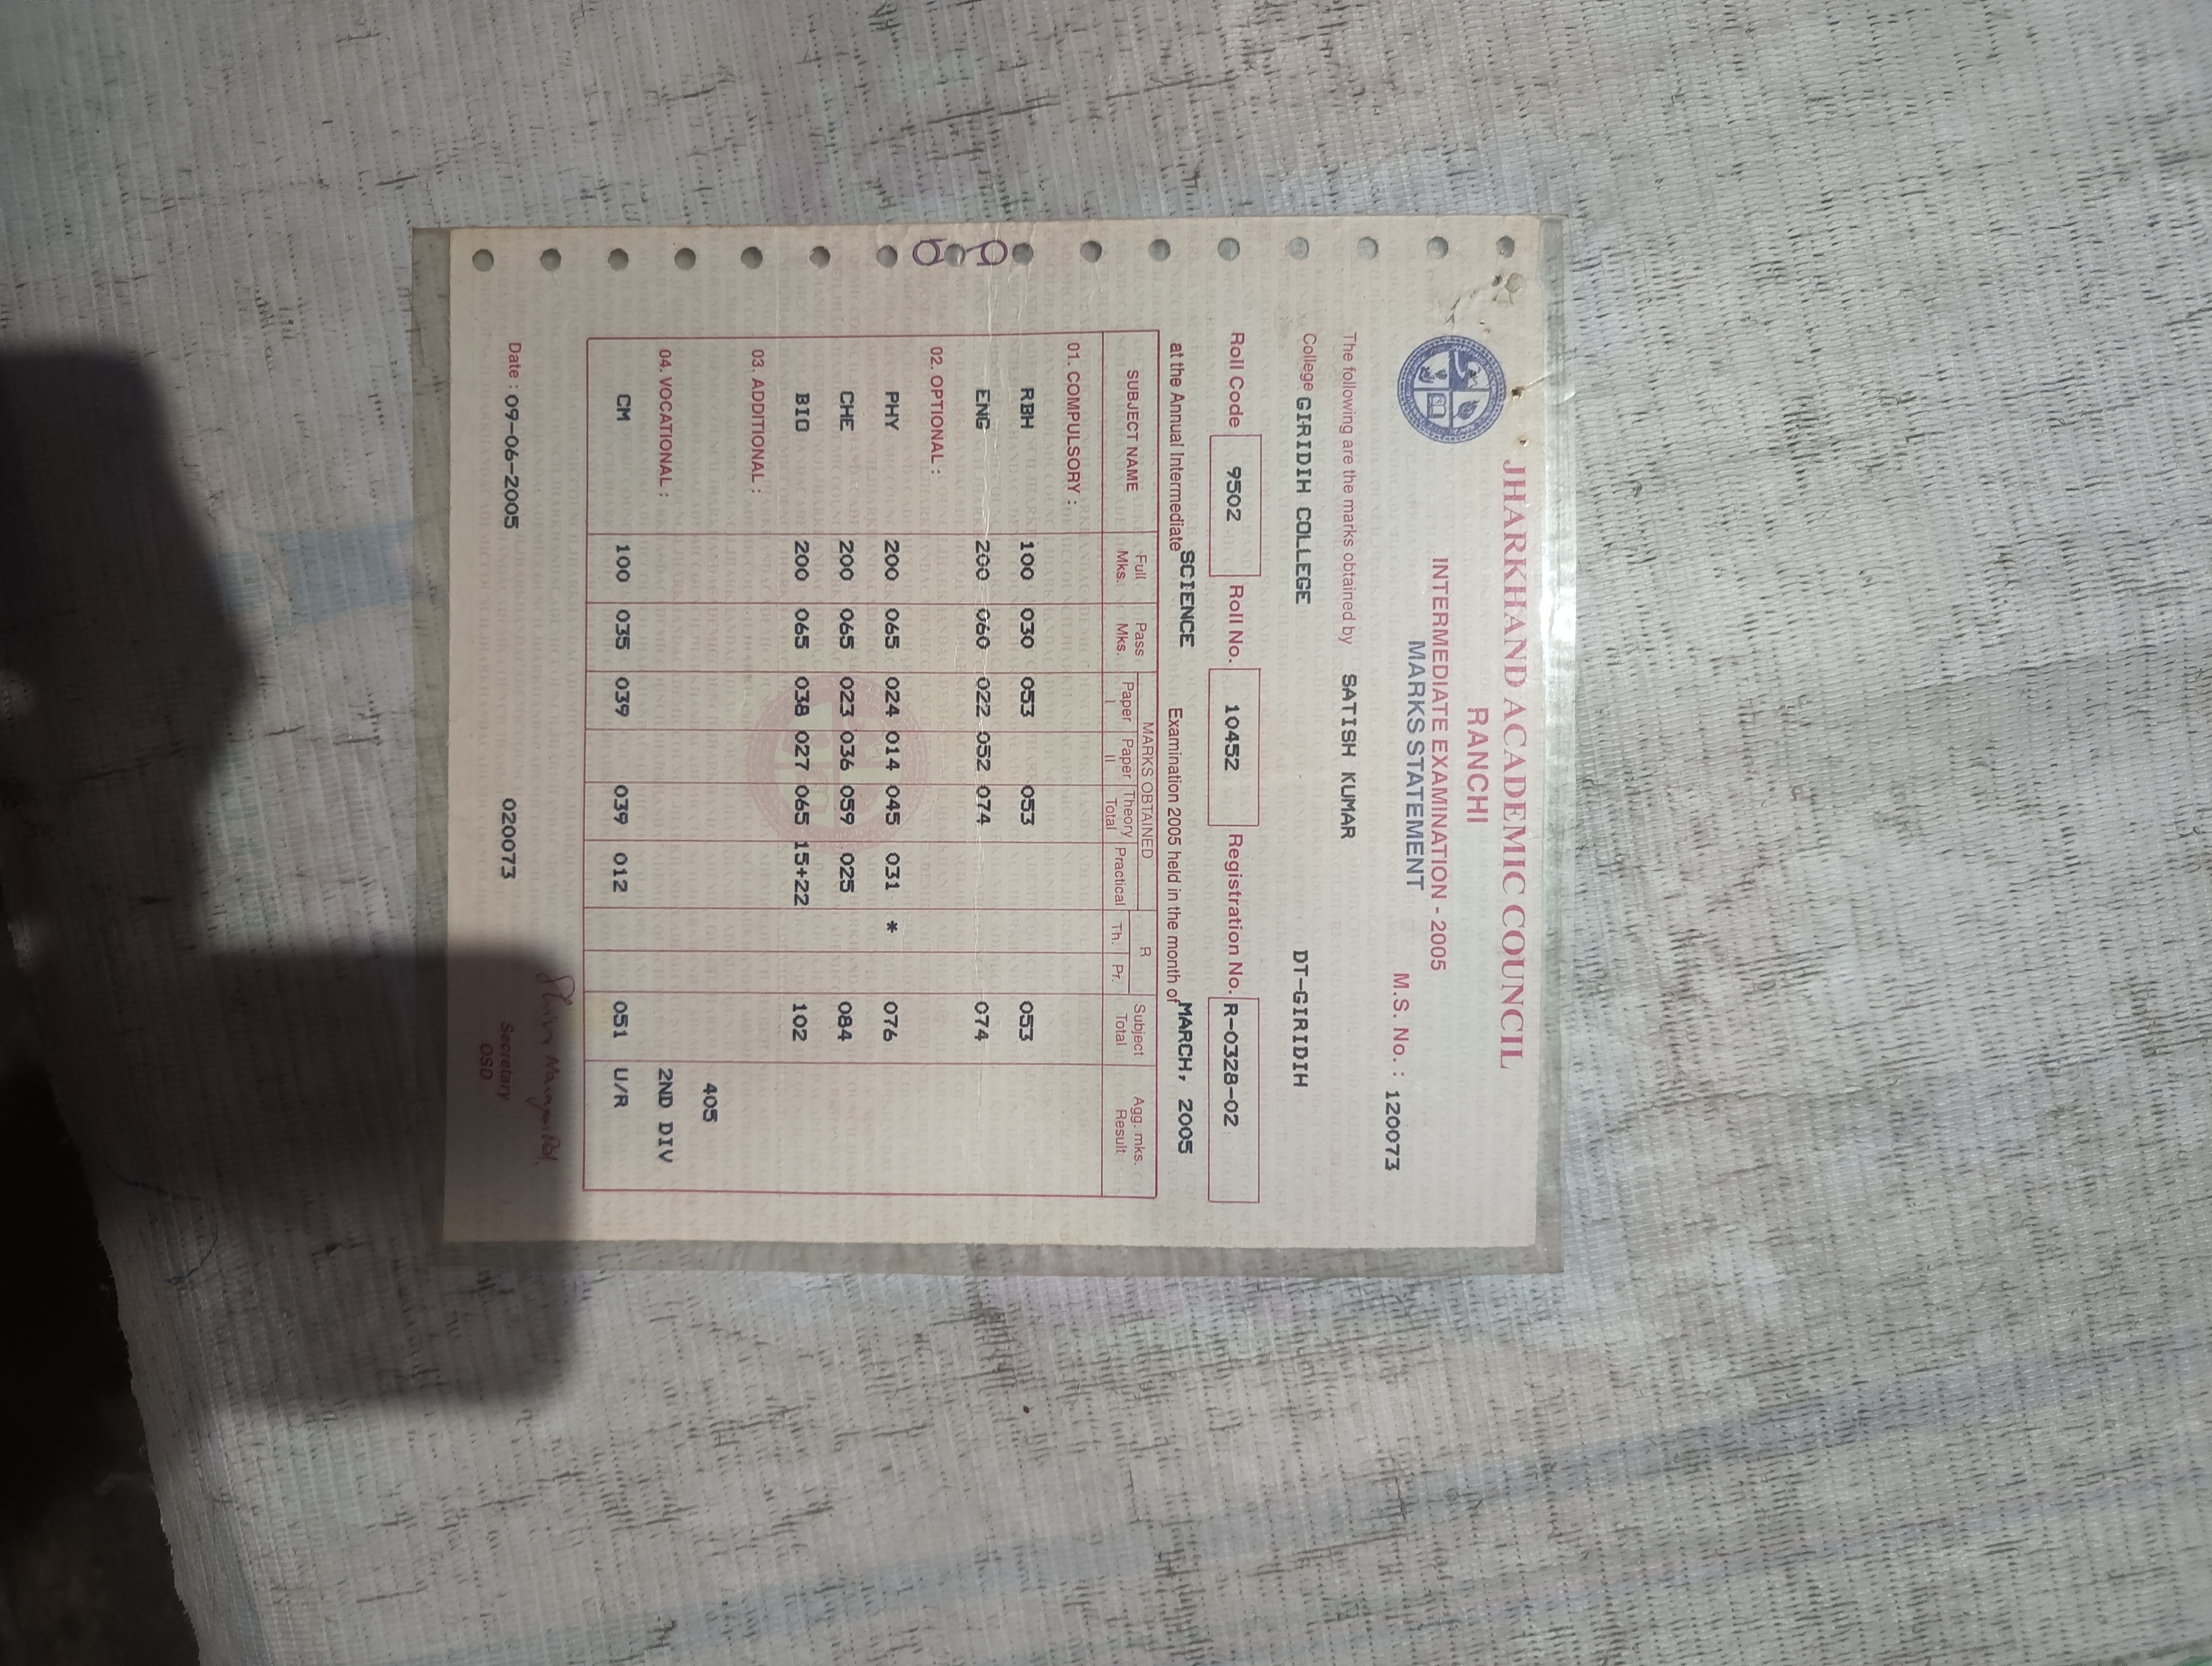 JHARKHAND ACADEMIC COUNCIL
RANCHI
INTERMEDIATE EXAMINATION - 2005
MARKS STATEMENT
M.S. No. : 120073
The following are the marks obtained by SATISH KUMAR
College GIRIDIH COLLEGE DT-GIRIDIH
Roll Code 9502 Roll No. 10452 Registration No. R-0328-02
at the Annual Intermediate SCIENCE Examination 2005 held in the month of MARCH, 2005
SUBJECT NAME Full Mks. Pass Mks. MARKS OBTAINED Paper I Paper II Theory Total Practical R Th. Pr. Subject Total Agg. mks. Result
01. COMPULSORY :
RBH 100 030 053 053 053
ENG 200 060 022 052 074 074
02. OPTIONAL :
PHY 200 065 024 014 045 031 * 076
CHE 200 065 023 036 059 025 084
BIO 200 065 038 027 065 15+22 102
03. ADDITIONAL :
405
04. VOCATIONAL : 2ND DIV
CM 100 035 039 039 012 051 U/R
Date : 09-06-2005 020073 Secretary
OSD